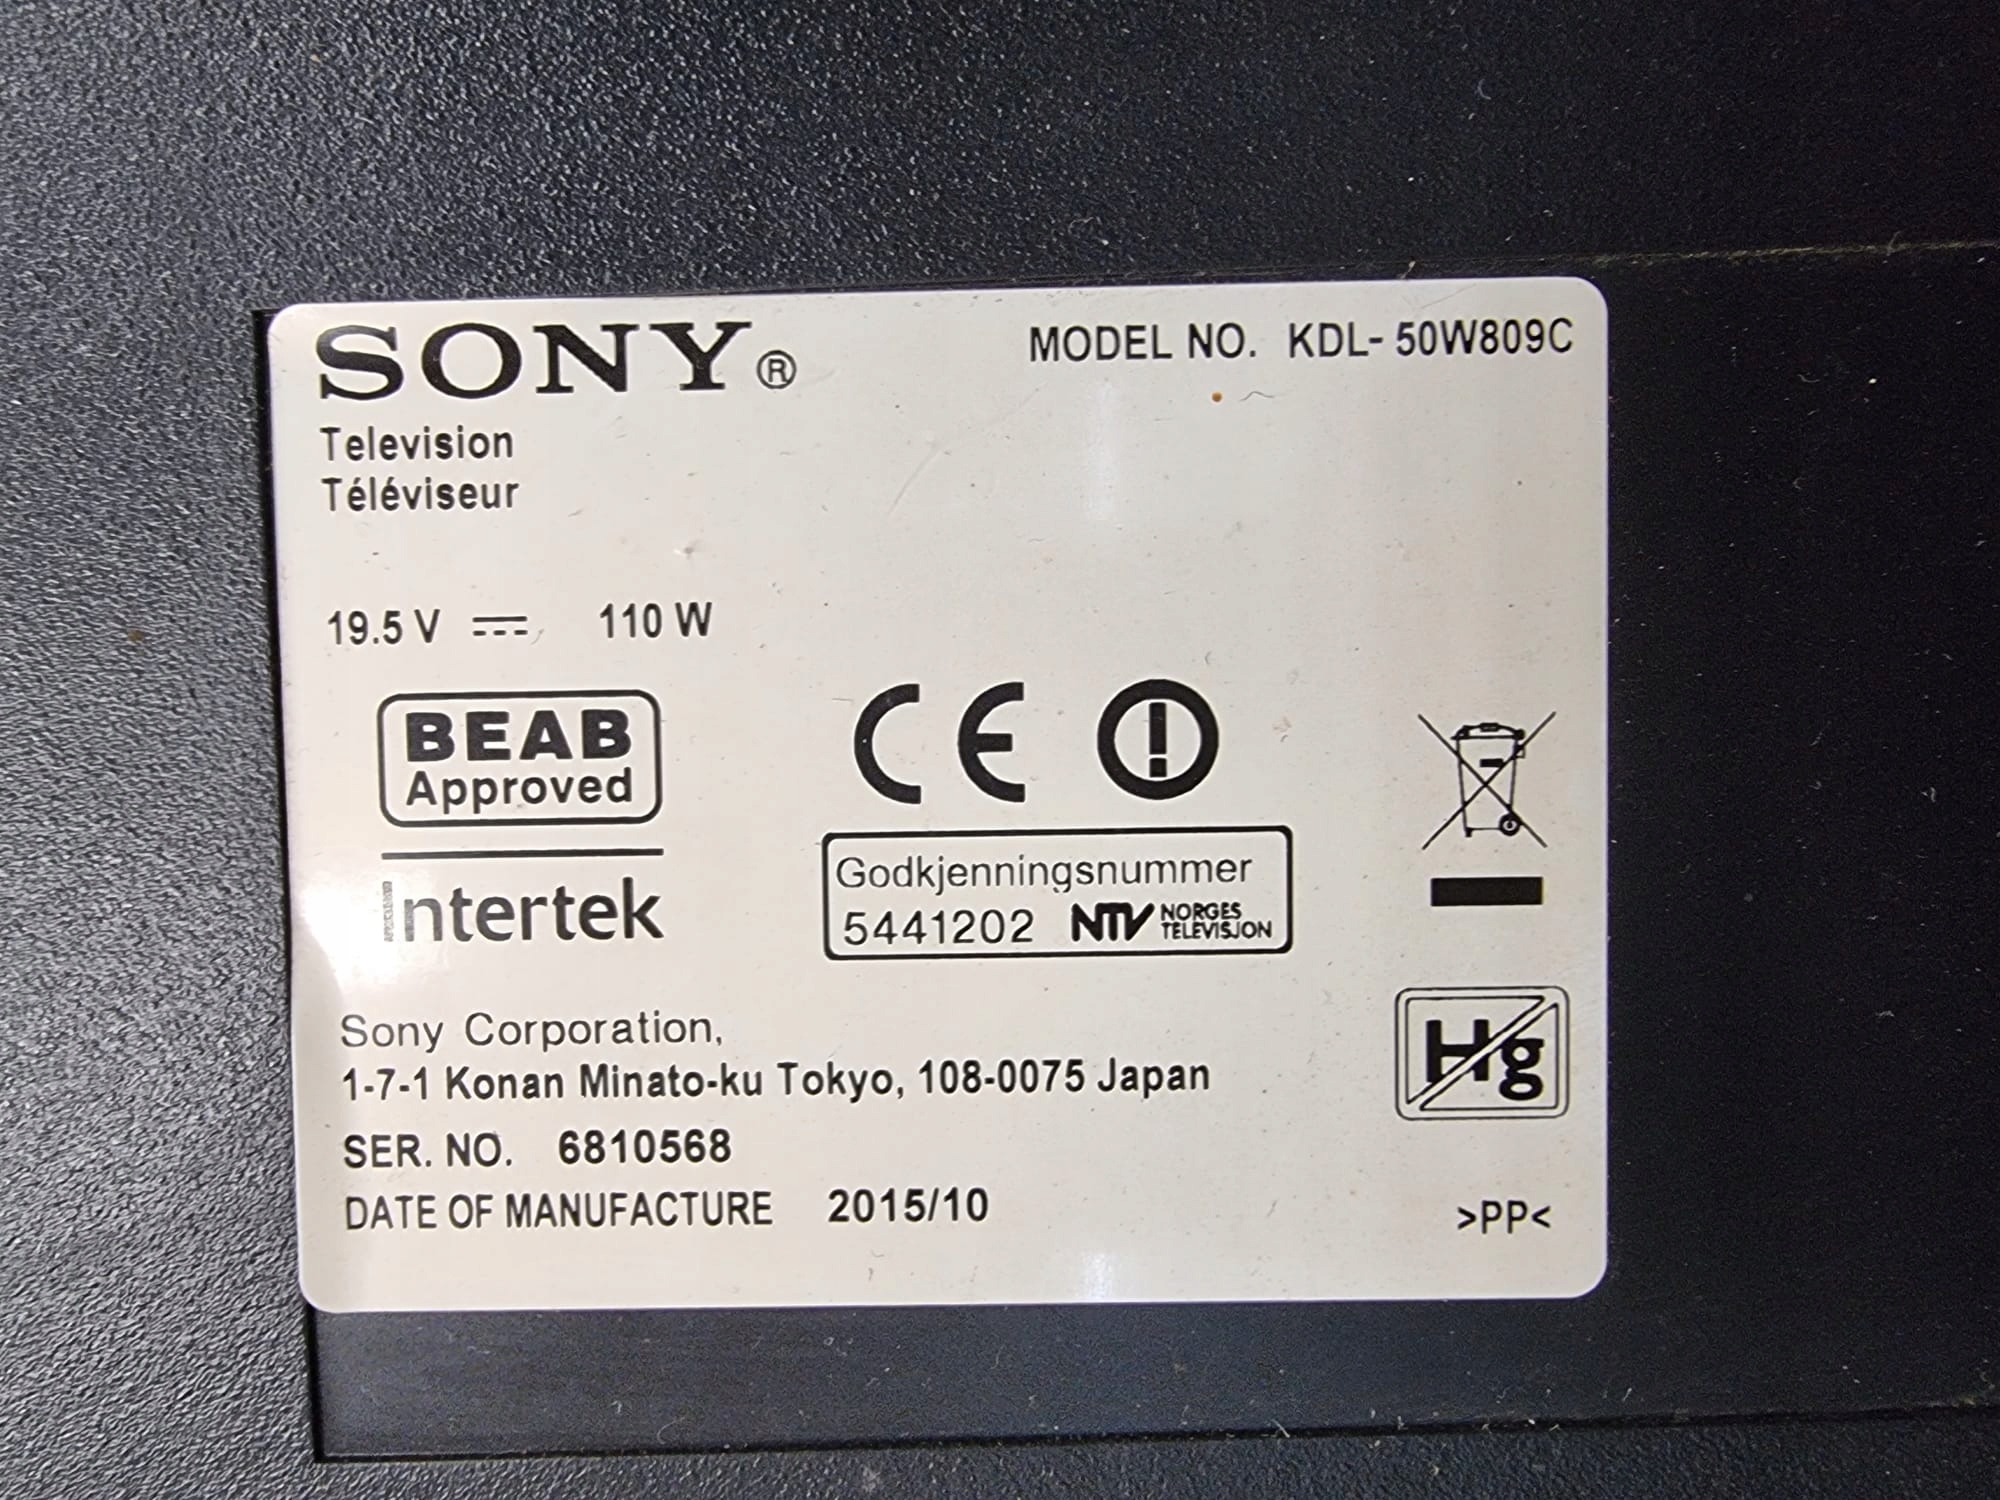 SONY®
MODEL NO. KDL-50W809C
Television
Téléviseur
19.5 V ⎓ 110 W
BEAB
Approved
Intertek
CE
Godkjenningsnummer
5441202 NTV NORGES TELEVISJON
Hg
Sony Corporation,
1-7-1 Konan Minato-ku Tokyo, 108-0075 Japan
SER. NO. 6810568
DATE OF MANUFACTURE 2015/10
>PP<